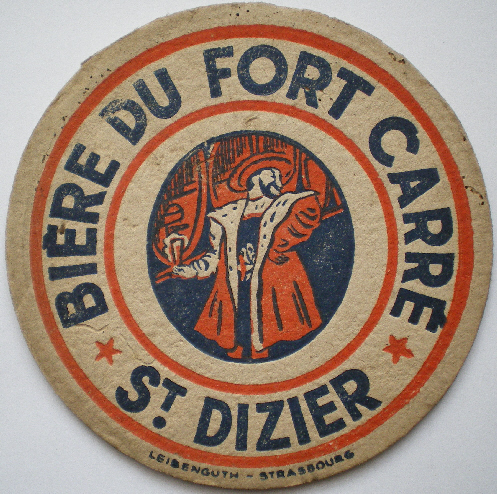 BIÈRE DU FORT CARRÉ
ST. DIZIER
LEISENGUTH - STRASBOURG